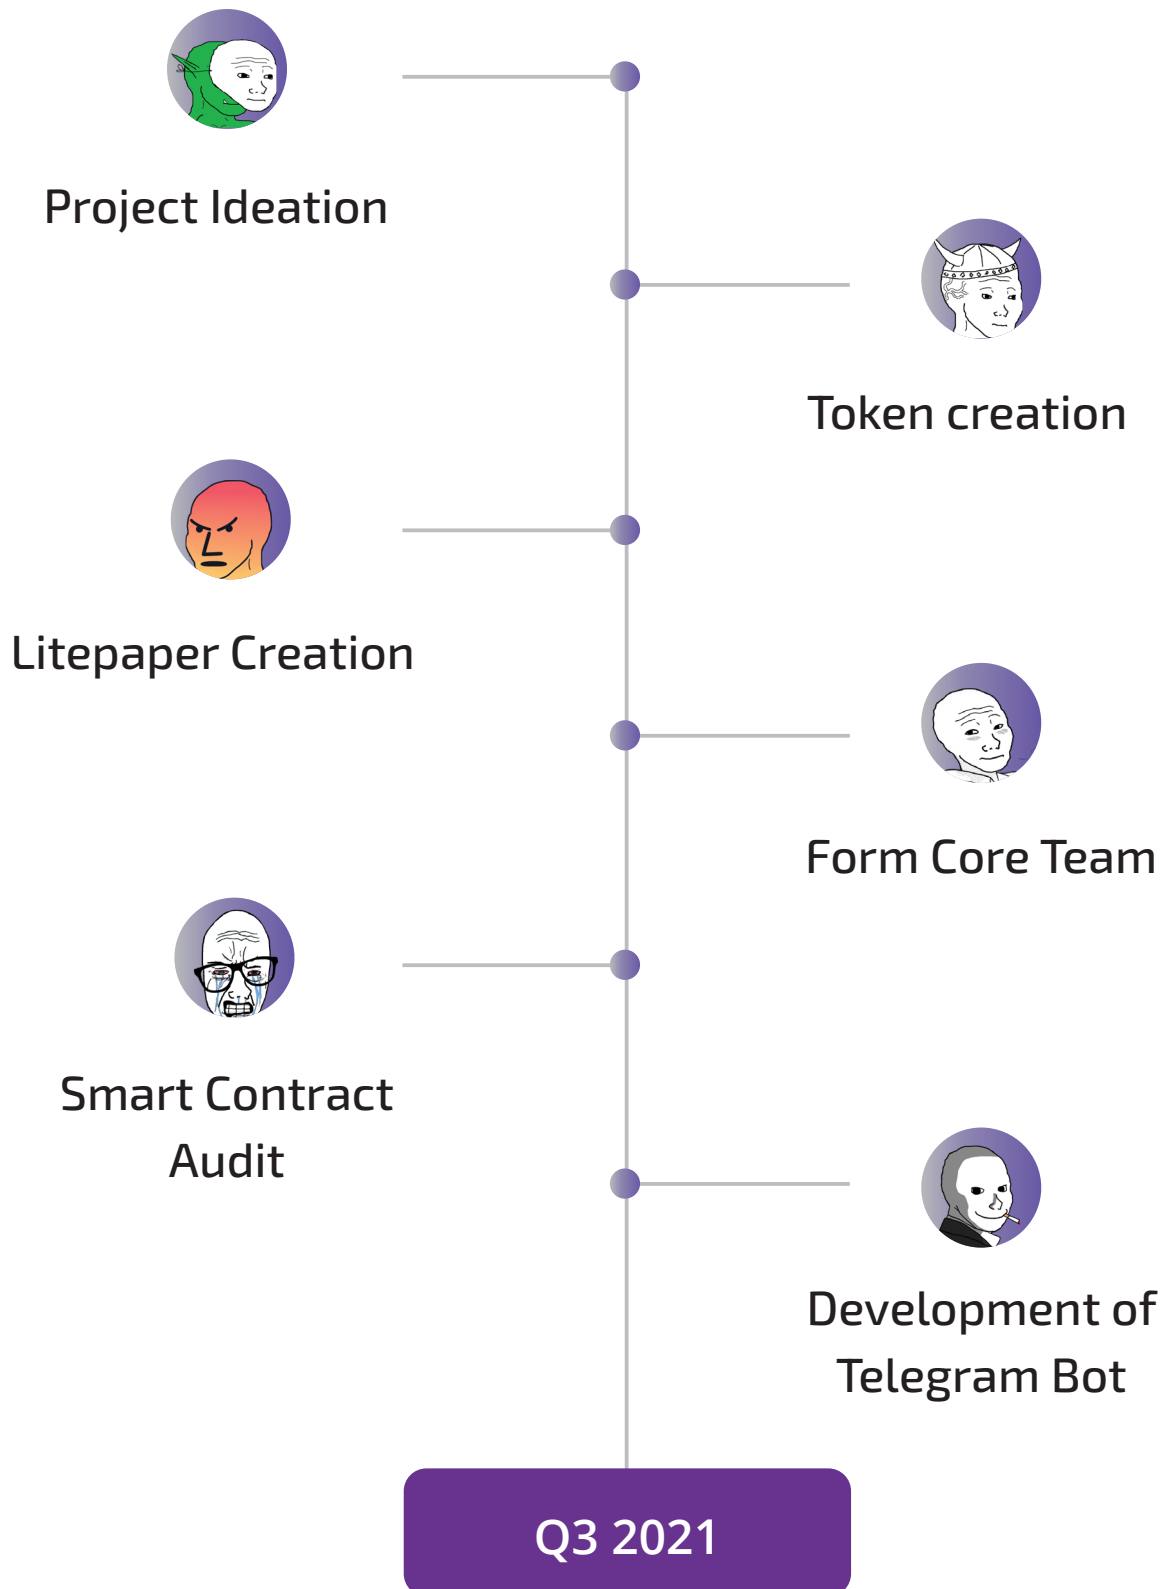 Project Ideation
Token creation
Litepaper Creation
Form Core Team
Smart Contract
Audit
Development of
Telegram Bot
Q3 2021